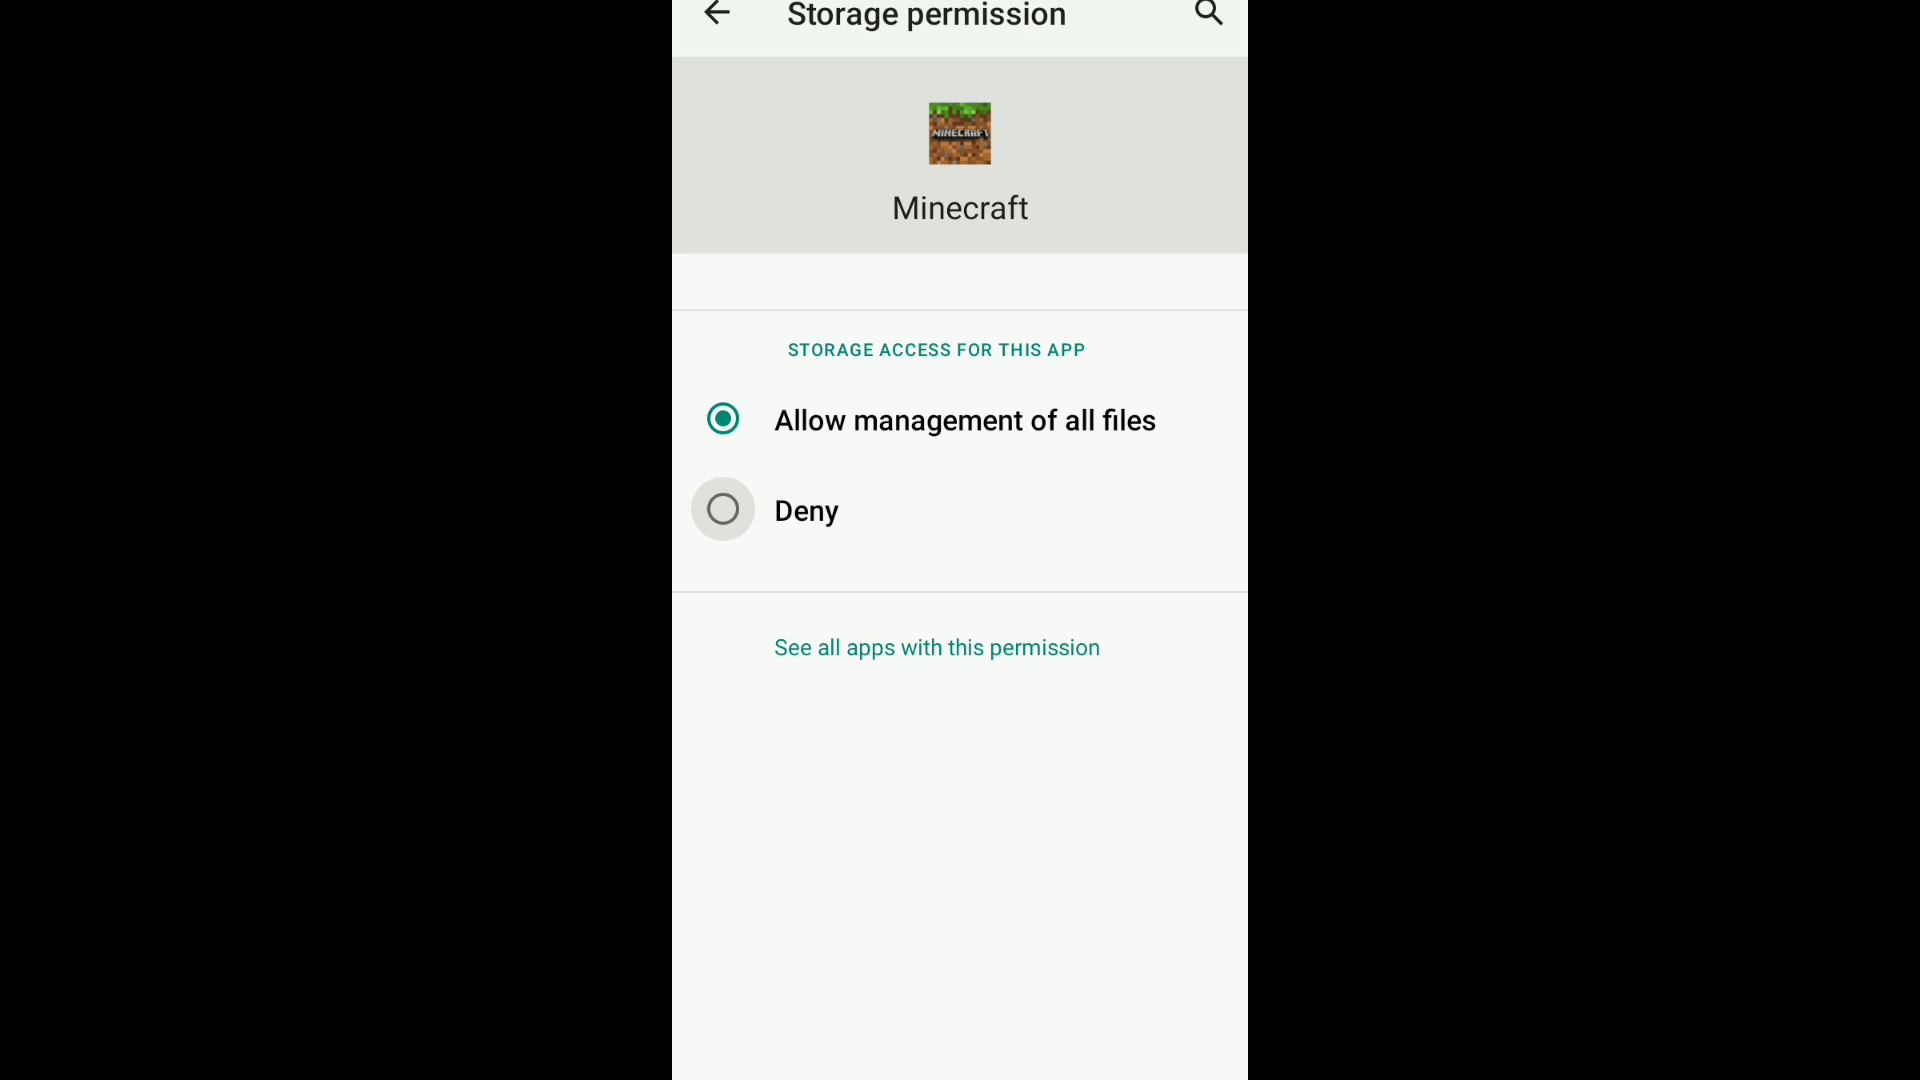 Storage permission
MINECRAFT
Minecraft
STORAGE ACCESS FOR THIS APP
Allow management of all files
Deny
See all apps with this permission